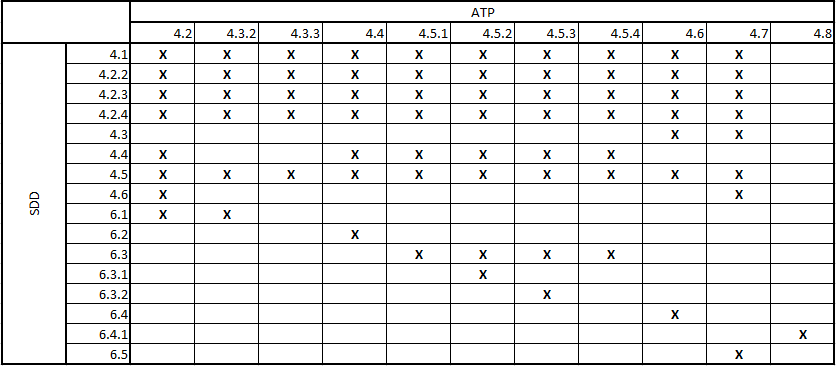 ATP
4.2 4.3.2 4.3.3 4.4 4.5.1 4.5.2 4.5.3 4.5.4 4.6 4.7 4.8
SDD
4.1 X X X X X X X X X X
4.2.2 X X X X X X X X X X
4.2.3 X X X X X X X X X X
4.2.4 X X X X X X X X X X
4.3 X X
4.4 X X X X X X
4.5 X X X X X X X X X X
4.6 X X
6.1 X X
6.2 X
6.3 X X X X
6.3.1 X
6.3.2 X
6.4 X
6.4.1 X
6.5 X